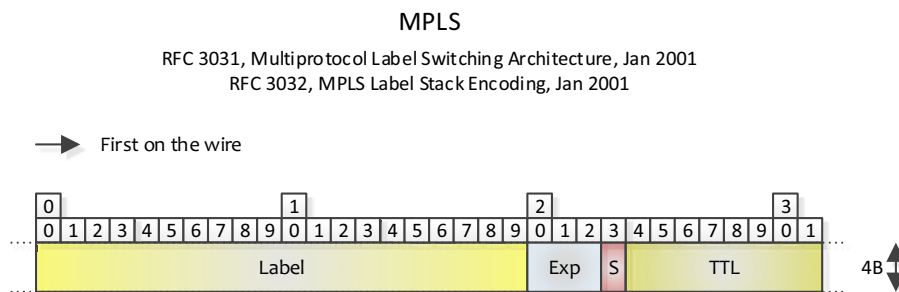 MPLS
RFC 3031, Multiprotocol Label Switching Architecture, Jan 2001
RFC 3032, MPLS Label Stack Encoding, Jan 2001
First on the wire
0 1 2 3
0 1 2 3 4 5 6 7 8 9 0 1 2 3 4 5 6 7 8 9 0 1 2 3 4 5 6 7 8 9 0 1
Label Exp S TTL 4B